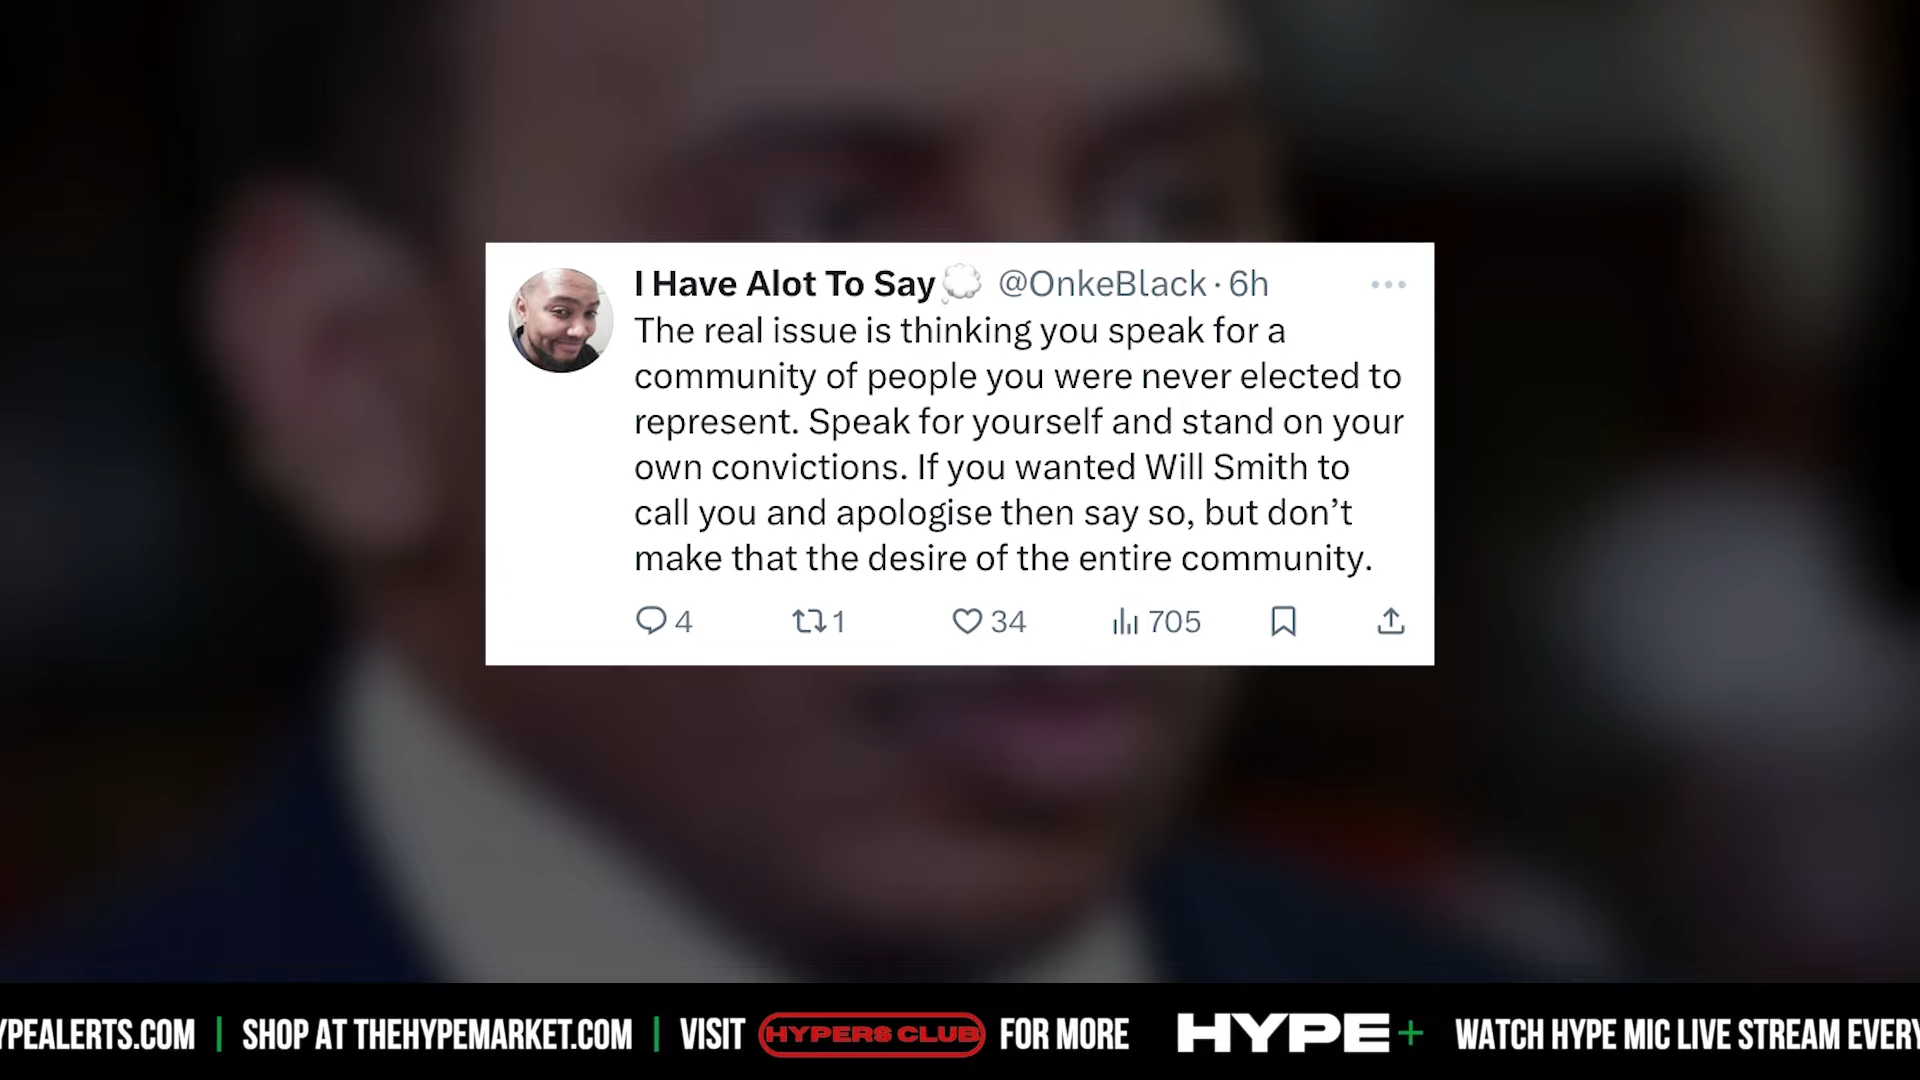 I Have Alot To Say💭 @OnkeBlack · 6h
The real issue is thinking you speak for a
community of people you were never elected to
represent. Speak for yourself and stand on your
own convictions. If you wanted Will Smith to
call you and apologise then say so, but don’t
make that the desire of the entire community.
4 1 34 705
YPEALERTS.COM | SHOP AT THEHYPEMARKET.COM | VISIT HYPERS CLUB FOR MORE HYPE+ WATCH HYPE MIC LIVE STREAM EVERY